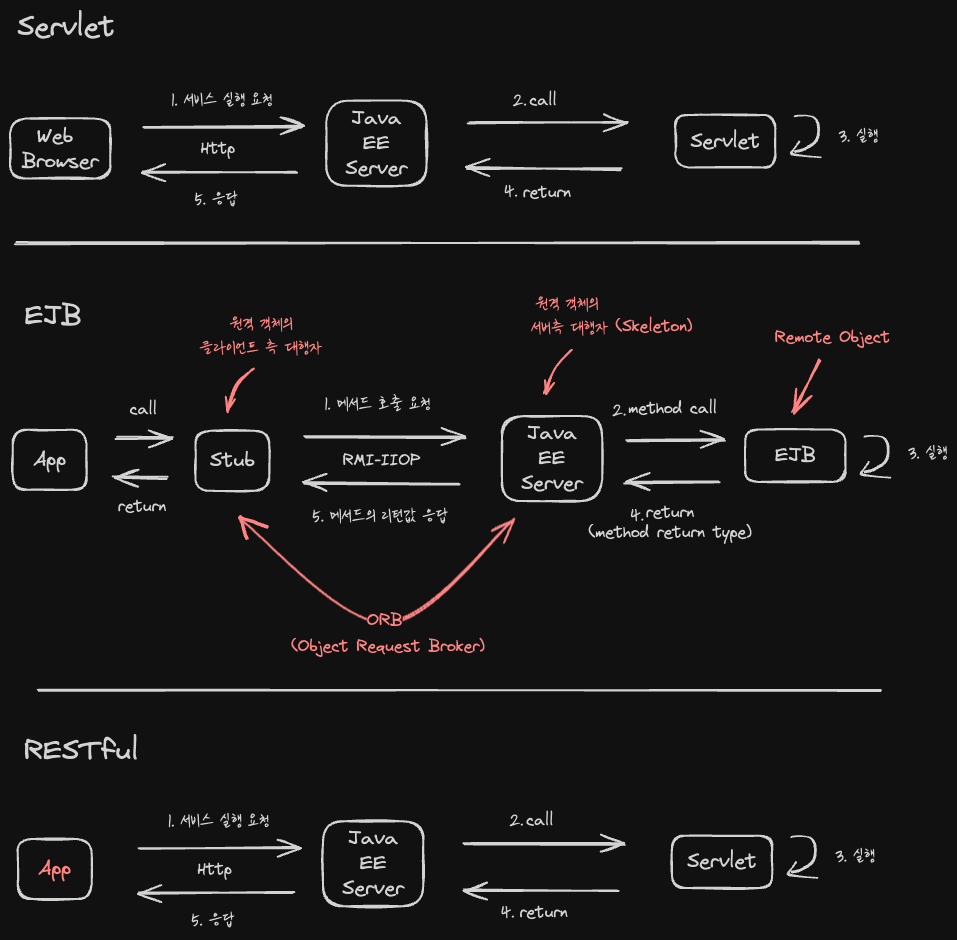 Servlet
1. 서비스 실행 요청
2.call
Web
Browser
Http
Java
EE
Server
Servlet
3. 실행
5. 응답
4. return
EJB
원격 객체의
클라이언트 측 대행자
원격 객체의
서버측 대행자 (Skeleton)
Remote Object
call
1. 메서드 호출 요청
2.method call
App
Stub
RMI-IIOP
Java
EE
Server
EJB
3. 실행
return
5. 메서드의 리턴값 응답
4.return
(method return type)
ORB
(Object Request Broker)
RESTful
1. 서비스 실행 요청
2.call
App
Http
Java
EE
Server
Servlet
3. 실행
5. 응답
4. return